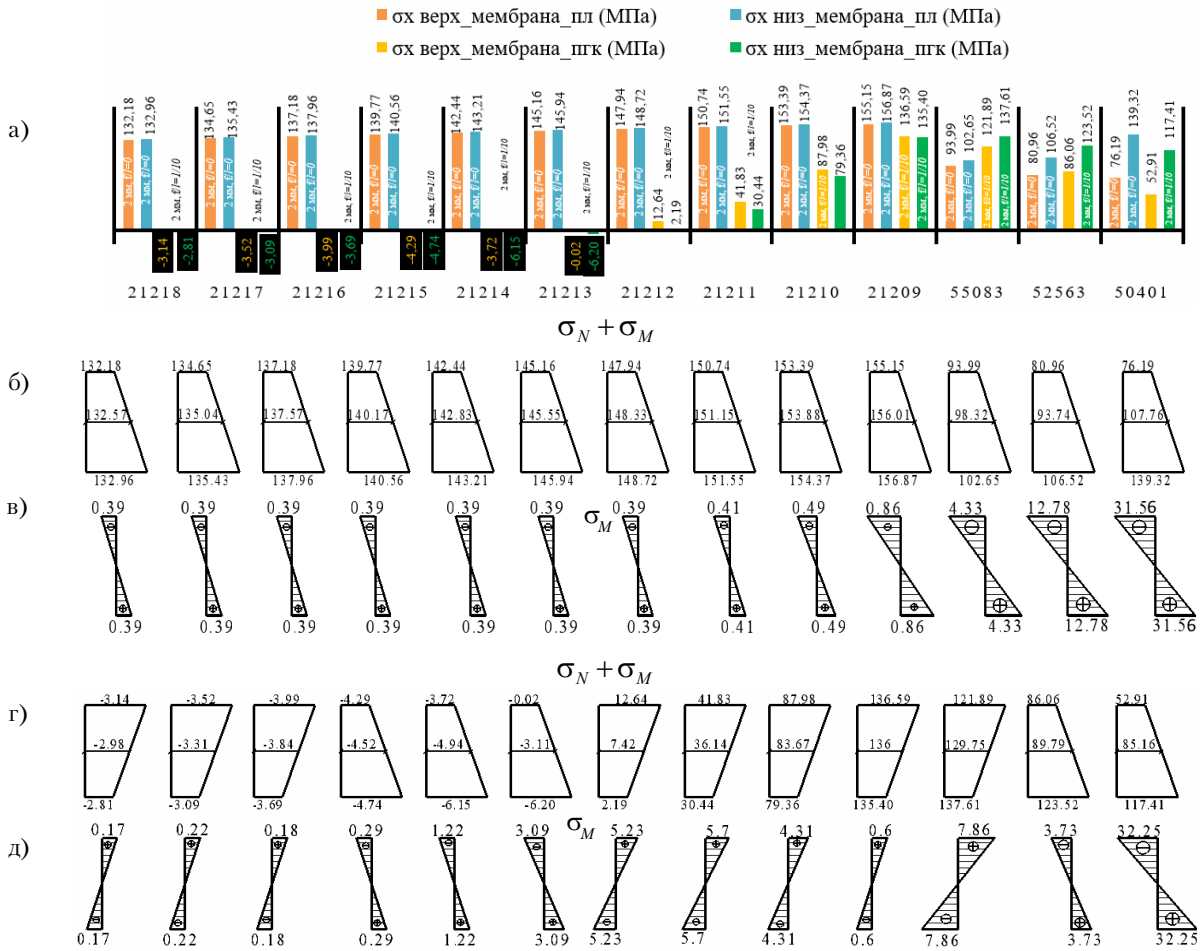 σx верх_мембрана_пл (МПа) σx низ_мембрана_пл (МПа)
σx верх_мембрана_пгк (МПа) σx низ_мембрана_пгк (МПа)
а)
132,18 132,96 134,65 135,43 137,18 137,96 139,77 140,56 142,44 143,21 145,16 145,94 147,94 148,72 150,74 151,55 153,39 154,37 155,15 156,87 136,59 135,40 93,99 102,65 121,89 137,61 80,96 106,52 86,06 123,52 76,19 139,32 52,91 117,41
12,64 2,19 41,83 30,44 87,98 79,36
2 мм, f/l=0 2 мм, f/l=0 2 мм, f/l=1/10
-3,14 -2,81 -3,52 -3,09 -3,99 -3,69 -4,29 -4,74 -3,72 -6,15 -0,02 -6,20
21218 21217 21216 21215 21214 21213 21212 21211 21210 21209 55083 52563 50401
σN + σM
б)
132.18 134.65 137.18 139.77 142.44 145.16 147.94 150.74 153.39 155.15 93.99 80.96 76.19
132.57 135.04 137.57 140.17 142.83 145.55 148.33 151.15 153.88 156.01 98.32 93.74 107.76
132.96 135.43 137.96 140.56 143.21 145.94 148.72 151.55 154.37 156.87 102.65 106.52 139.32
в)
0.39 0.39 0.39 0.39 0.39 0.39 σM 0.39 0.41 0.49 0.86 4.33 12.78 31.56
0.39 0.39 0.39 0.39 0.39 0.39 0.39 0.41 0.49 0.86 4.33 12.78 31.56
σN + σM
г)
-3.14 -3.52 -3.99 -4.29 -3.72 -0.02 12.64 41.83 87.98 136.59 121.89 86.06 52.91
-2.98 -3.31 -3.84 -4.52 -4.94 -3.11 7.42 36.14 83.67 136 129.75 89.79 85.16
-2.81 -3.09 -3.69 -4.74 -6.15 -6.20 2.19 30.44 79.36 135.40 137.61 123.52 117.41
σM
д)
0.17 0.22 0.18 0.29 1.22 3.09 5.23 5.7 4.31 0.6 7.86 3.73 32.25
0.17 0.22 0.18 0.29 1.22 3.09 5.23 5.7 4.31 0.6 7.86 3.73 32.25